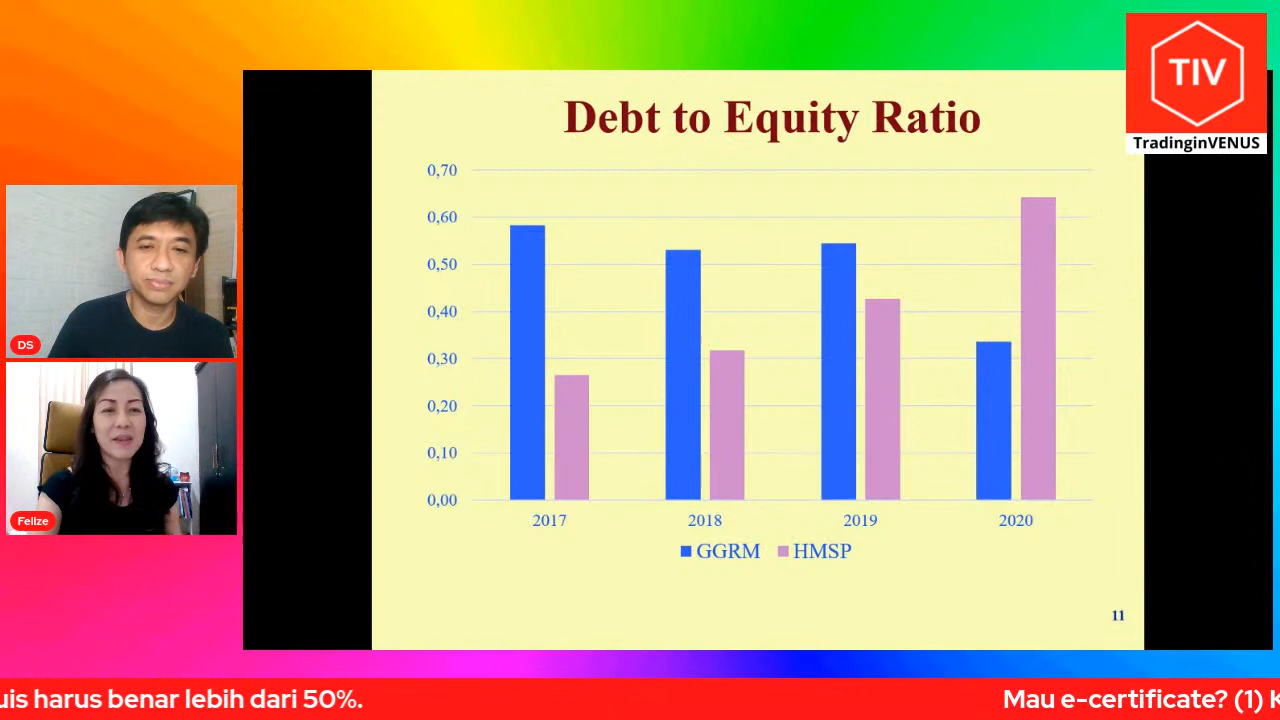 TIV
TradinginVENUS
Debt to Equity Ratio
0,70
0,60
0,50
0,40
0,30
0,20
0,10
0,00
2017 2018 2019 2020
GGRM HMSP
11
DS
Felize
uis harus benar lebih dari 50%.
Mau e-certificate? (1) K